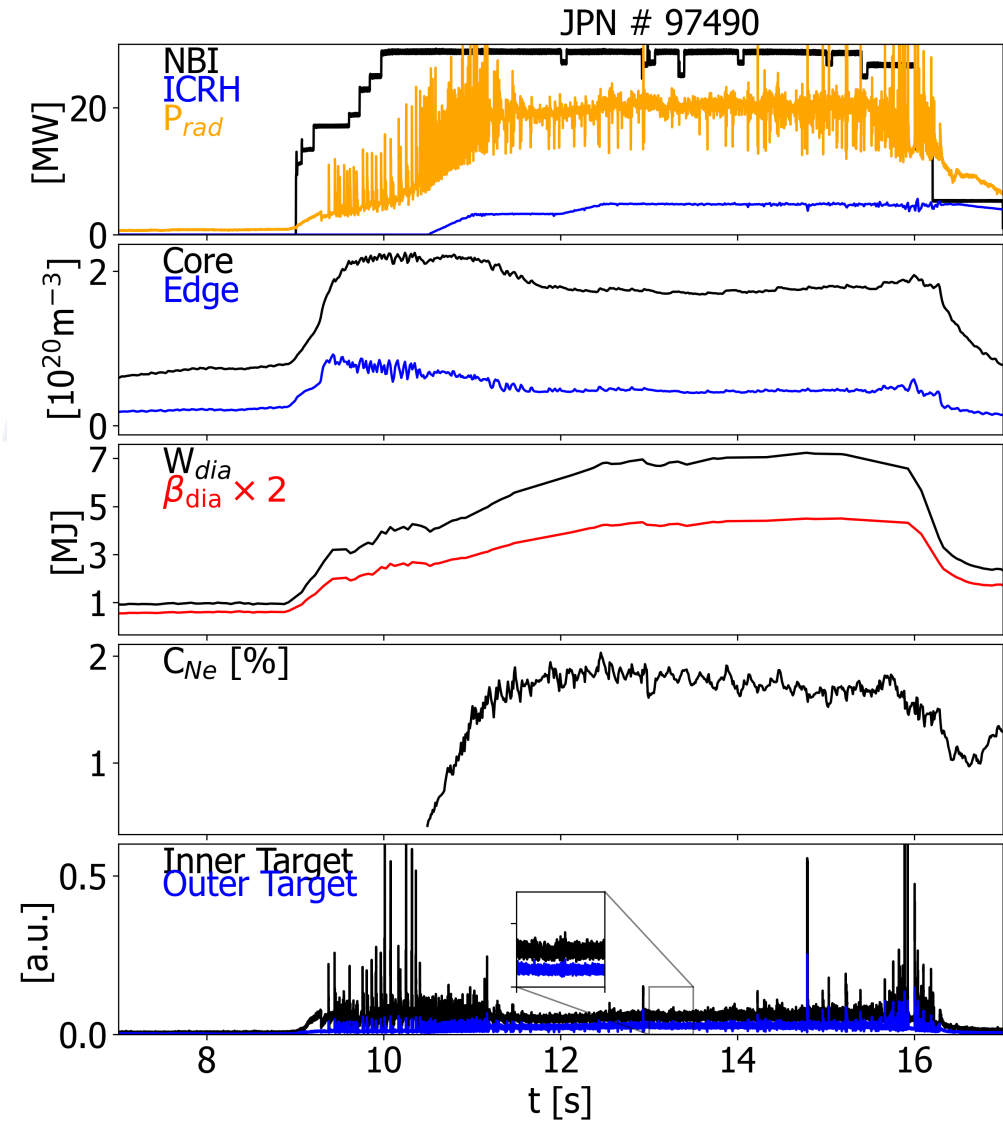 JPN # 97490
NBI
ICRH
P_rad
[MW]
20
0
Core
Edge
[10^20 m^−3]
2
0
W_dia
β_dia × 2
[MJ]
7
5
3
1
C_Ne [%]
2
1
Inner Target
Outer Target
[a.u.]
0.5
0.0
8 10 12 14 16
t [s]